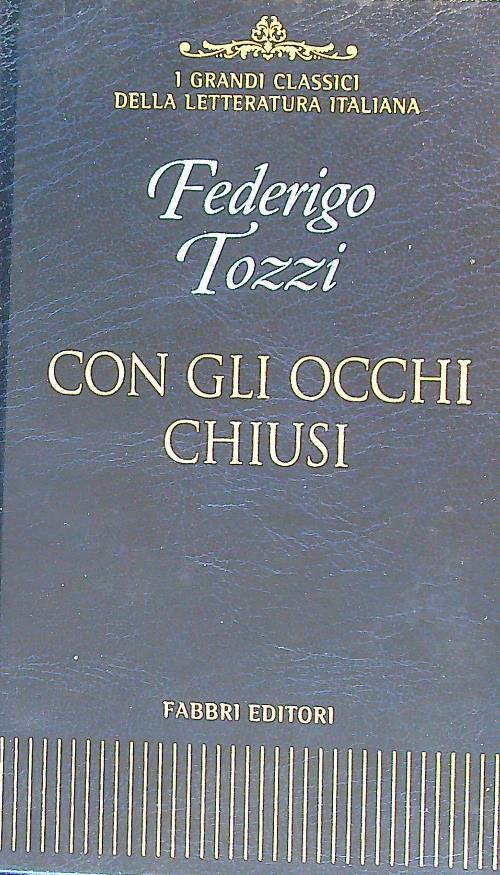 I GRANDI CLASSICI
DELLA LETTERATURA ITALIANA
Federigo
Tozzi
CON GLI OCCHI
CHIUSI
FABBRI EDITORI